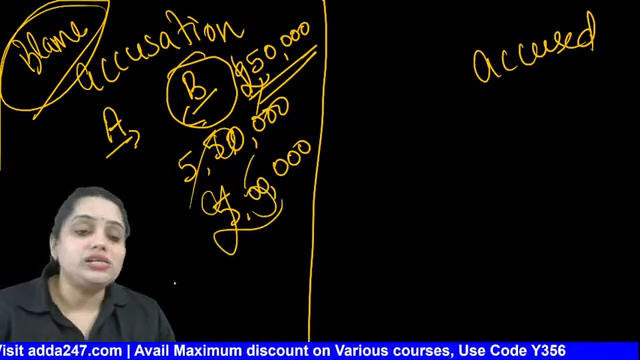 Blame
accusation
accused
B
A
5,00,000
50,000
Visit adda247.com | Avail Maximum discount on Various courses, Use Code Y356